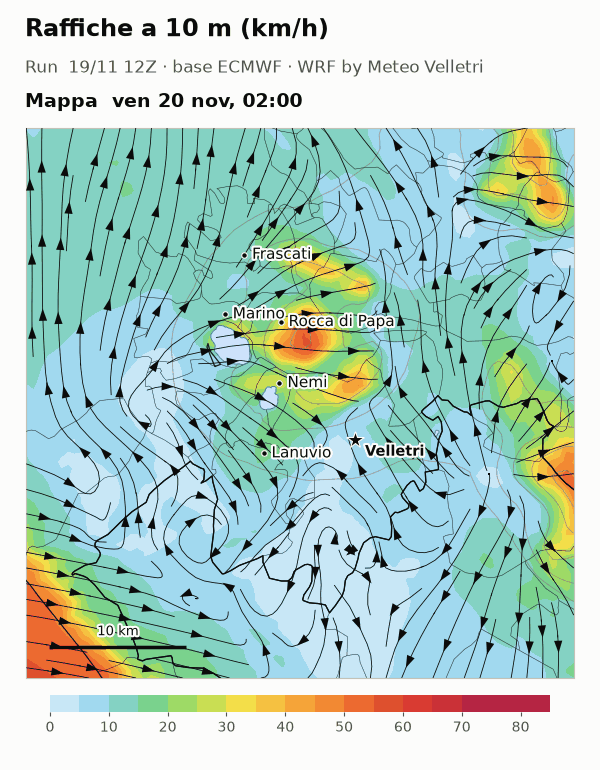 Raffiche a 10 m (km/h)
Run  19/11 12Z · base ECMWF · WRF by Meteo Velletri
Mappa  ven 20 nov, 02:00
Frascati
Marino
Rocca di Papa
Nemi
Velletri
Lanuvio
10 km
0 10 20 30 40 50 60 70 80